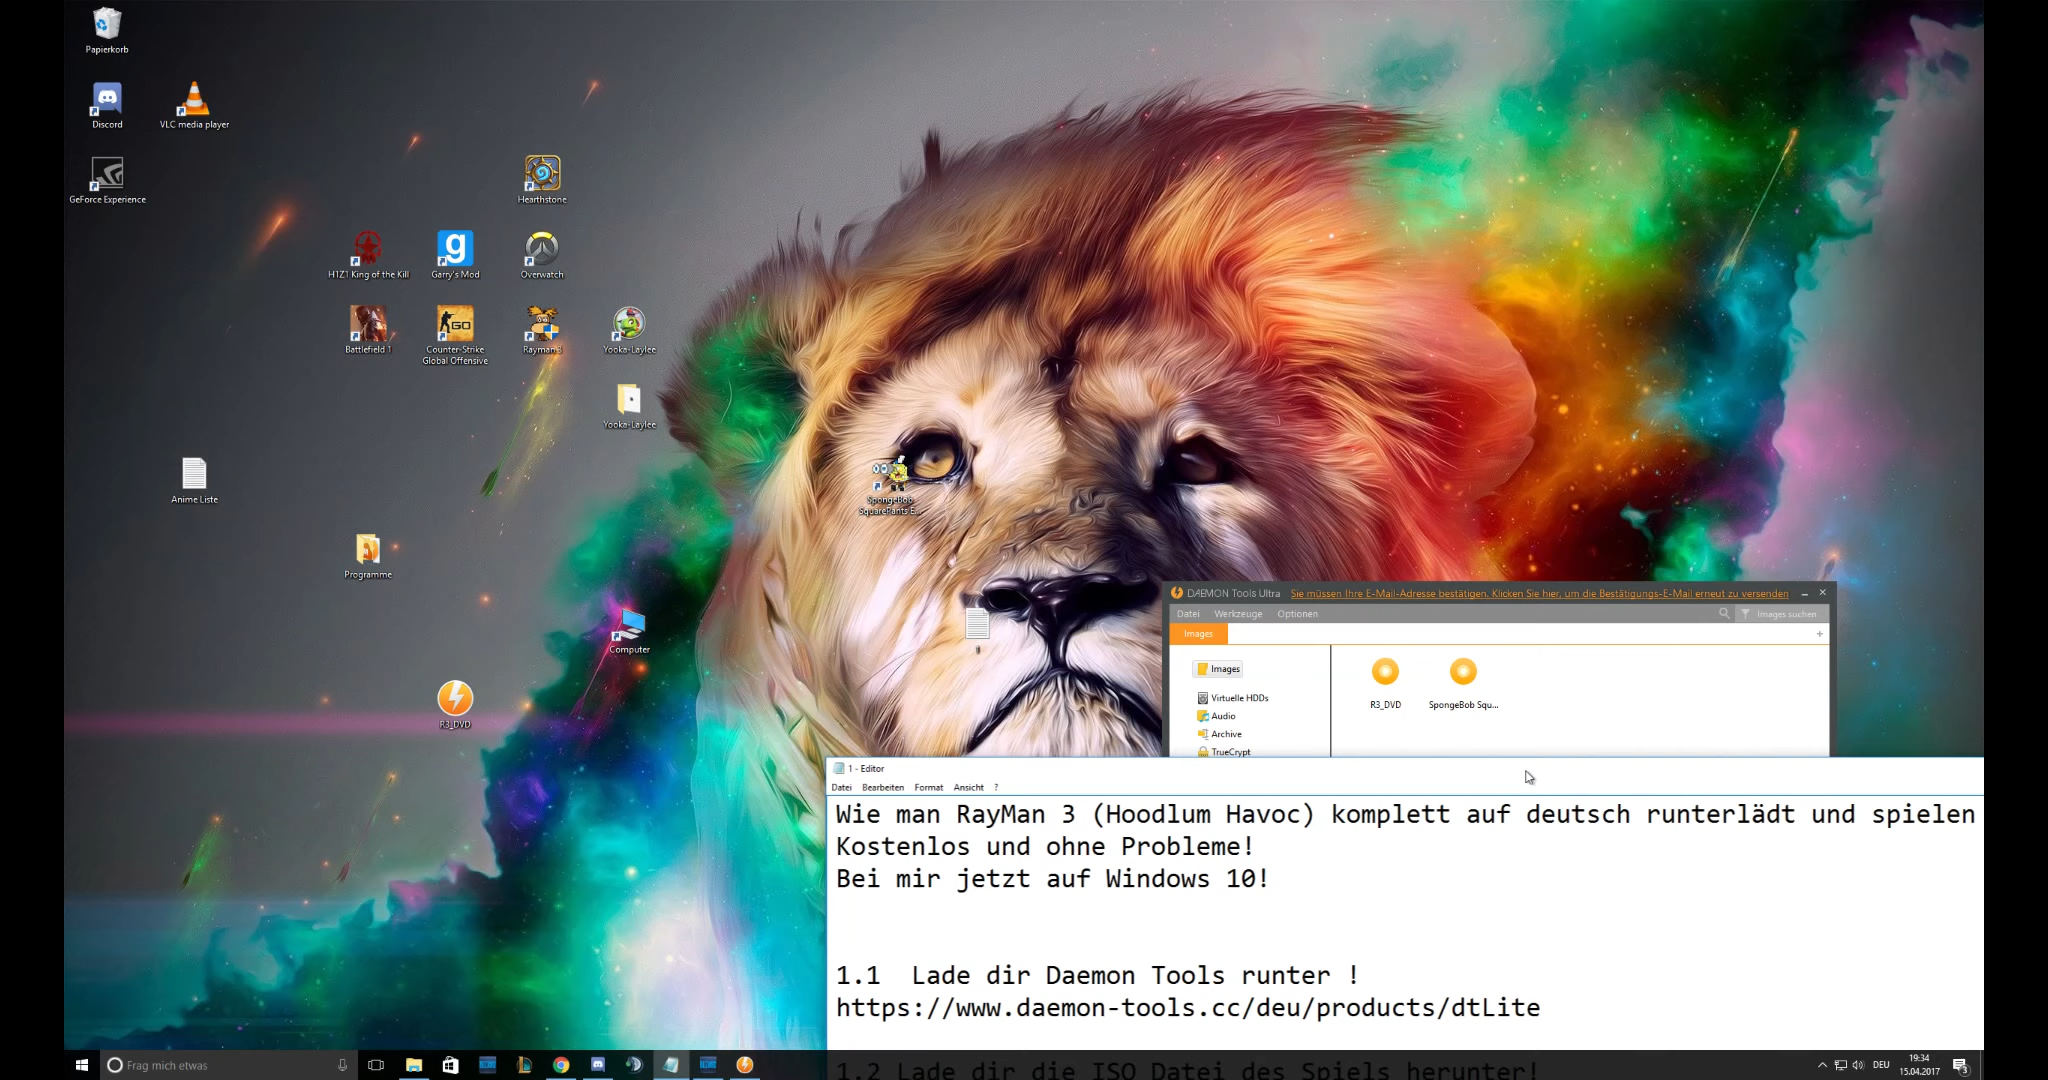 Papierkorb
Discord
VLC media player
GeForce Experience
Hearthstone
H1Z1 King of the Kill
Garry's Mod
Overwatch
Battlefield 1
Counter-Strike
Global Offensive
Rayman 3
Yooka-Laylee
Yooka-Laylee
Anime Liste
SpongeBob
SquarePants E...
Programme
Computer
R3_DVD
1
DAEMON Tools Ultra
Sie müssen Ihre E-Mail-Adresse bestätigen. Klicken Sie hier, um die Bestätigungs-E-Mail erneut zu versenden
Datei Werkzeuge Optionen
Images suchen
Images
Images
Virtuelle HDDs
Audio
Archive
TrueCrypt
R3_DVD
SpongeBob Squ...
1 - Editor
Datei Bearbeiten Format Ansicht ?
Wie man RayMan 3 (Hoodlum Havoc) komplett auf deutsch runterlädt und spielen
Kostenlos und ohne Probleme!
Bei mir jetzt auf Windows 10!
1.1 Lade dir Daemon Tools runter !
https://www.daemon-tools.cc/deu/products/dtLite
1.2 Lade dir die ISO Datei des Spiels herunter!
Frag mich etwas
DEU
19:34
15.04.2017
3